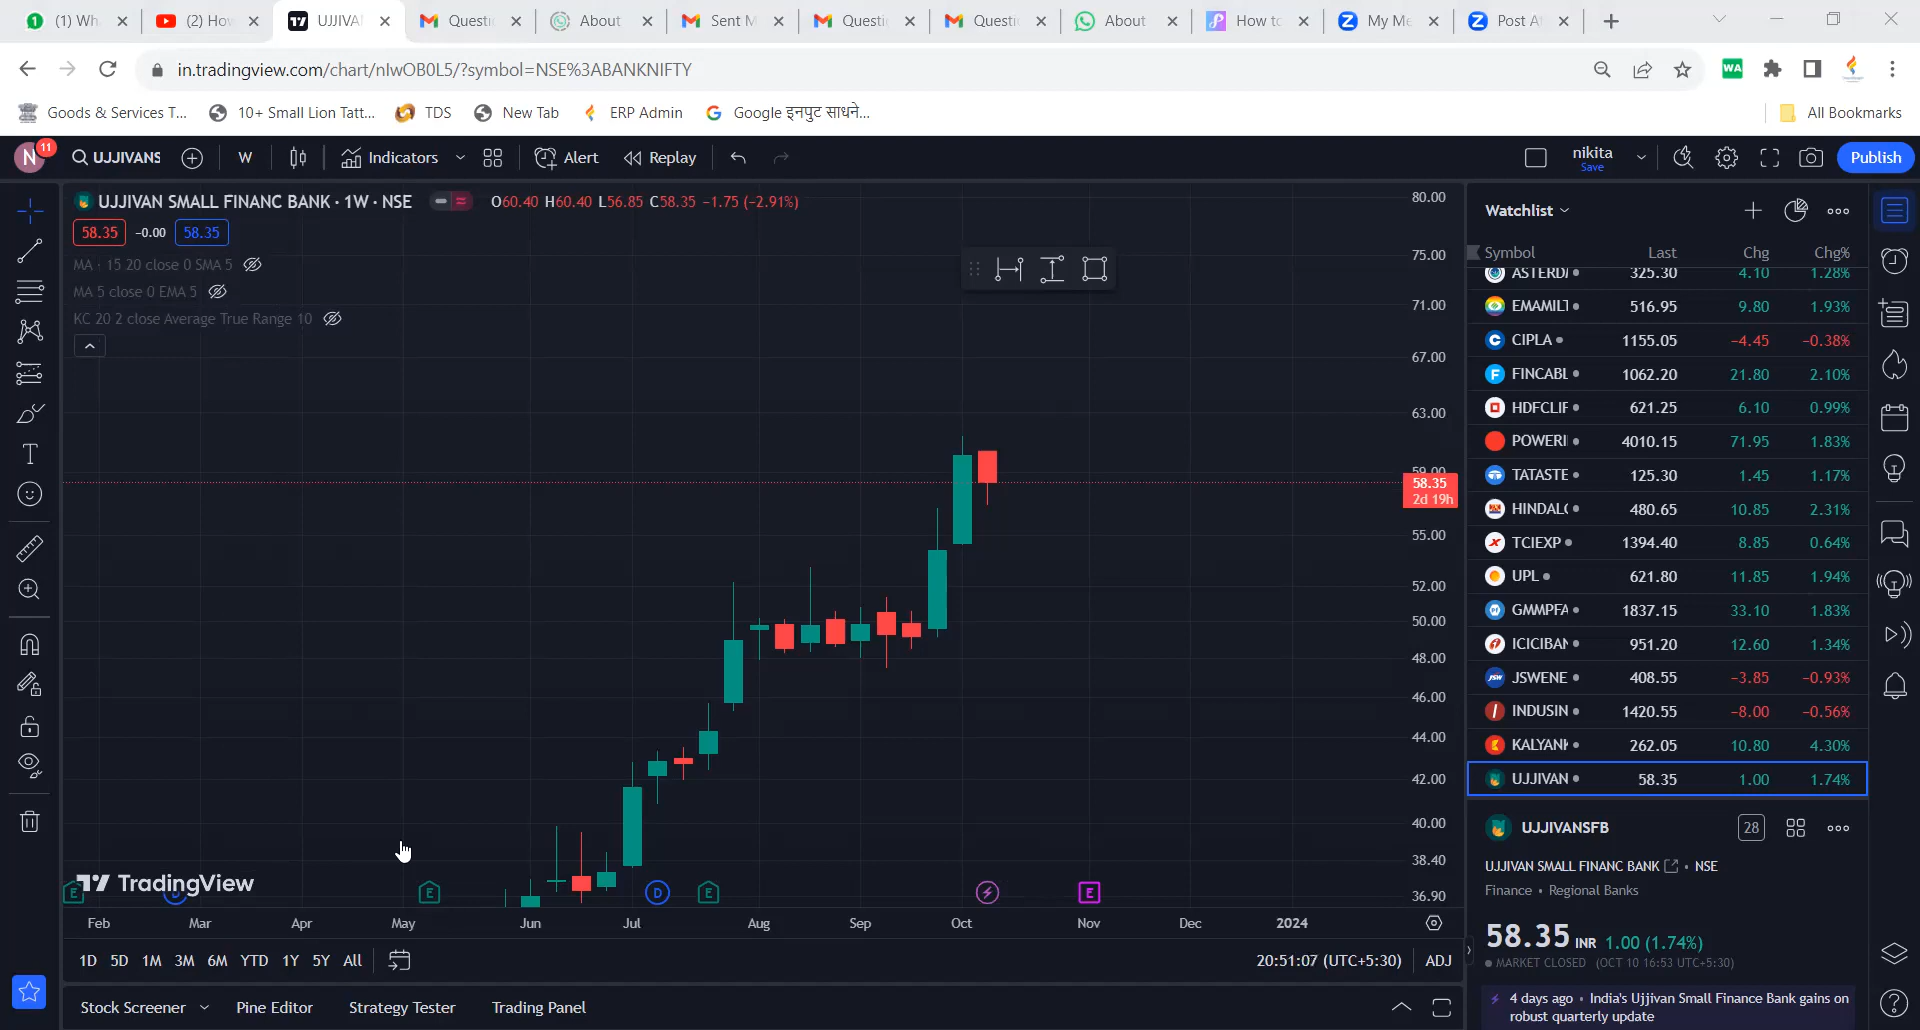 (1) Wh
(2) How
UJJIVA
Questi
About
Sent M
Questi
Questi
About
How to
My Me
Post A
in.tradingview.com/chart/nIwOB0L5/?symbol=NSE%3ABANKNIFTY
WA
Goods & Services T...
10+ Small Lion Tatt...
TDS
New Tab
ERP Admin
Google इनपुट साधने...
All Bookmarks
N
11
UJJIVANS
W
Indicators
Alert
Replay
nikita
Save
Publish
UJJIVAN SMALL FINANC BANK · 1W · NSE
O60.40 H60.40 L56.85 C58.35 −1.75 (−2.91%)
58.35
-0.00
58.35
MA · 15 20 close 0 SMA 5
MA 5 close 0 EMA 5
KC 20 2 close Average True Range 10
80.00
75.00
71.00
67.00
63.00
59.00
58.35
2d 19h
55.00
52.00
50.00
48.00
46.00
44.00
42.00
40.00
38.40
36.90
TradingView
E
D
E
D
E
E
Feb
Mar
Apr
May
Jun
Jul
Aug
Sep
Oct
Nov
Dec
2024
1D 5D 1M 3M 6M YTD 1Y 5Y All
20:51:07 (UTC+5:30)
ADJ
Stock Screener
Pine Editor
Strategy Tester
Trading Panel
Watchlist
Symbol Last Chg Chg%
ASTERD 325.30 4.10 1.28%
EMAMILT 516.95 9.80 1.93%
CIPLA 1155.05 −4.45 −0.38%
FINCABL 1062.20 21.80 2.10%
HDFCLIF 621.25 6.10 0.99%
POWERI 4010.15 71.95 1.83%
TATASTE 125.30 1.45 1.17%
HINDALC 480.65 10.85 2.31%
TCIEXP 1394.40 8.85 0.64%
UPL 621.80 11.85 1.94%
GMMPFA 1837.15 33.10 1.83%
ICICIBAN 951.20 12.60 1.34%
JSWENE 408.55 −3.85 −0.93%
INDUSIN 1420.55 −8.00 −0.56%
KALYANK 262.05 10.80 4.30%
UJJIVAN 58.35 1.00 1.74%
UJJIVANSFB
28
UJJIVAN SMALL FINANC BANK • NSE
Finance • Regional Banks
58.35 INR 1.00 (1.74%)
MARKET CLOSED (OCT 10 16:53 UTC+5:30)
4 days ago • India's Ujjivan Small Finance Bank gains on
robust quarterly update